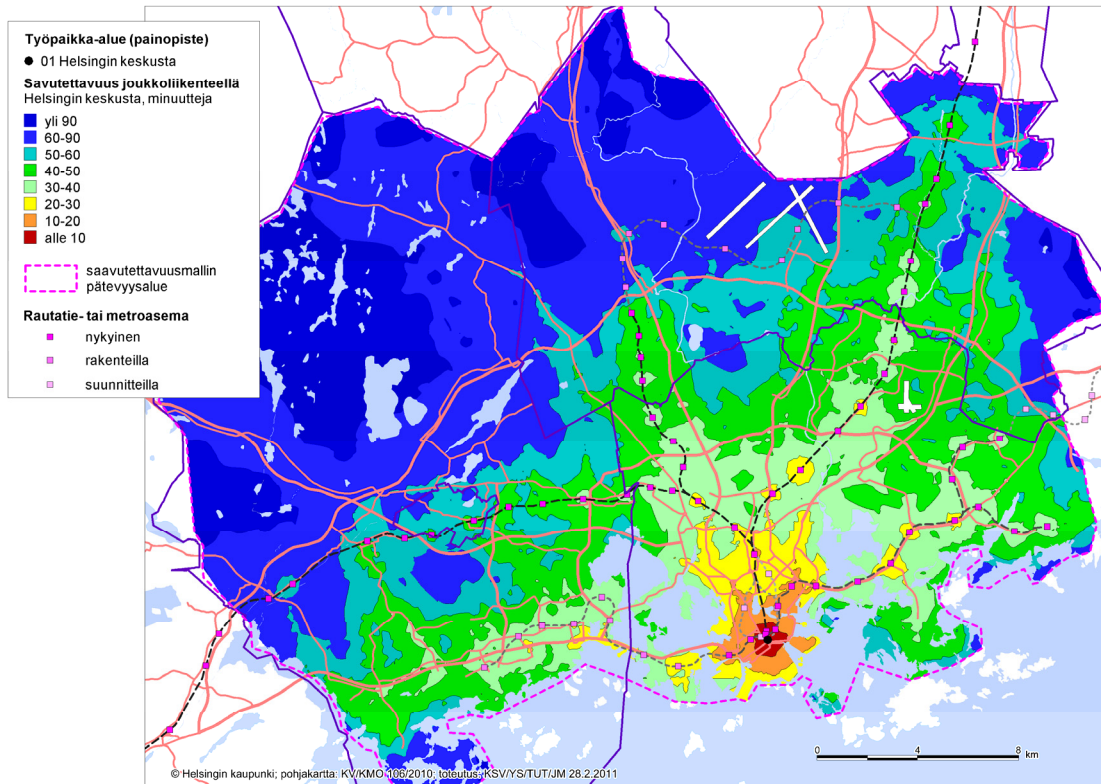 Työpaikka-alue (painopiste)
01 Helsingin keskusta
Savutettavuus joukkoliikenteellä
Helsingin keskusta, minuutteja
yli 90
60-90
50-60
40-50
30-40
20-30
10-20
alle 10
saavutettavuusmallin
pätevyysalue
Rautatie- tai metroasema
nykyinen
rakenteilla
suunnitteilla
0 4 8 km
© Helsingin kaupunki; pohjakartta: KV/KMO 106/2010; toteutus: KSV/YS/TUT/JM 28.2.2011